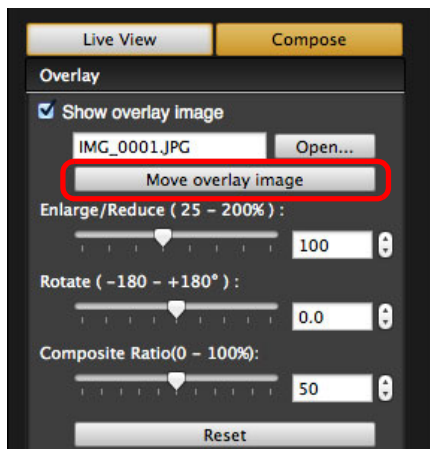 Live View Compose
Overlay
Show overlay image
IMG_0001.JPG Open...
Move overlay image
Enlarge/Reduce ( 25 – 200% ) :
100
Rotate ( –180 – +180° ) :
0.0
Composite Ratio(0 – 100%):
50
Reset